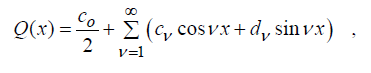 Q(x) = c_o/2 + ∑_{ν=1}^{∞} (c_ν cos νx + d_ν sin νx) ,